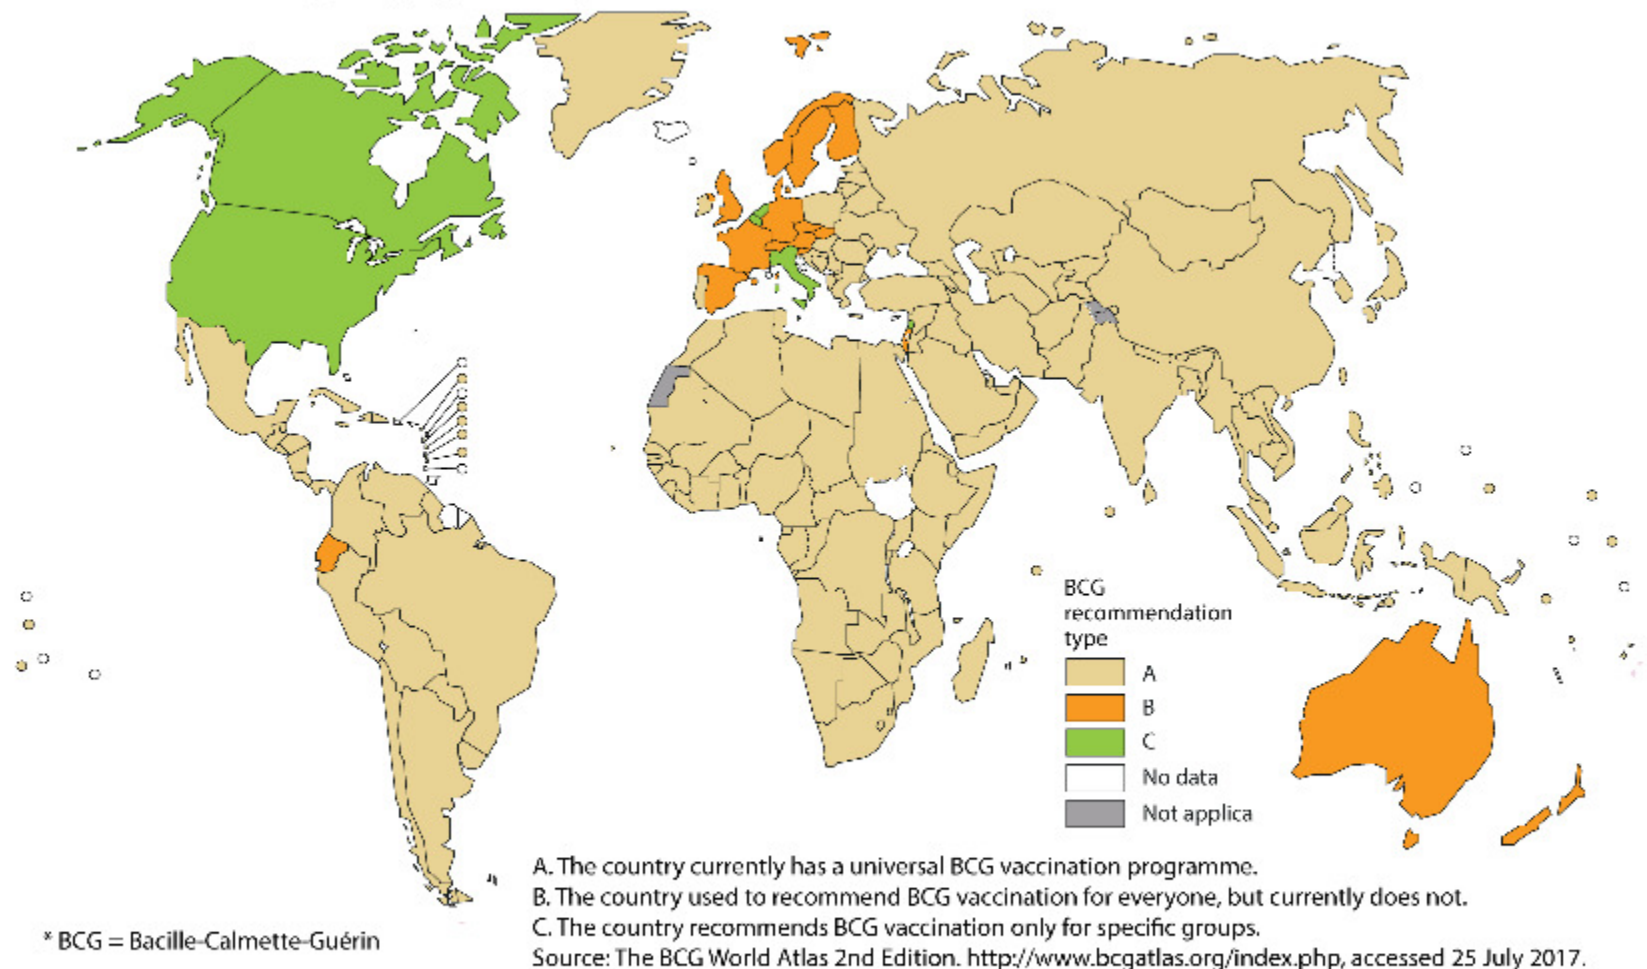 BCG
recommendation
type
A
B
C
No data
Not applica
A. The country currently has a universal BCG vaccination programme.
B. The country used to recommend BCG vaccination for everyone, but currently does not.
C. The country recommends BCG vaccination only for specific groups.
* BCG = Bacille-Calmette-Guérin
Source: The BCG World Atlas 2nd Edition. http://www.bcgatlas.org/index.php, accessed 25 July 2017.